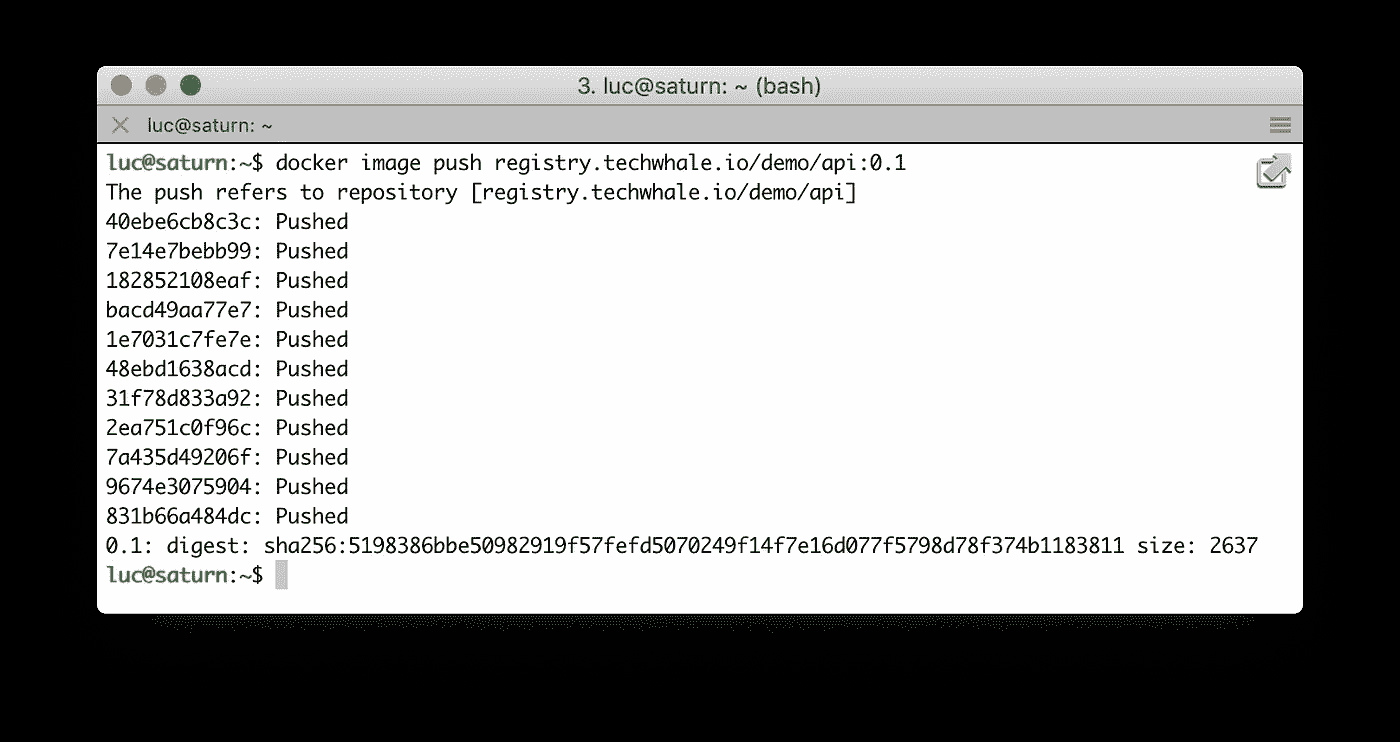 3. luc@saturn: ~ (bash)
luc@saturn: ~
luc@saturn:~$ docker image push registry.techwhale.io/demo/api:0.1
The push refers to repository [registry.techwhale.io/demo/api]
40ebe6cb8c3c: Pushed
7e14e7bebb99: Pushed
182852108eaf: Pushed
bacd49aa77e7: Pushed
1e7031c7fe7e: Pushed
48ebd1638acd: Pushed
31f78d833a92: Pushed
2ea751c0f96c: Pushed
7a435d49206f: Pushed
9674e3075904: Pushed
831b66a484dc: Pushed
0.1: digest: sha256:5198386bbe50982919f57fefd5070249f14f7e16d077f5798d78f374b1183811 size: 2637
luc@saturn:~$